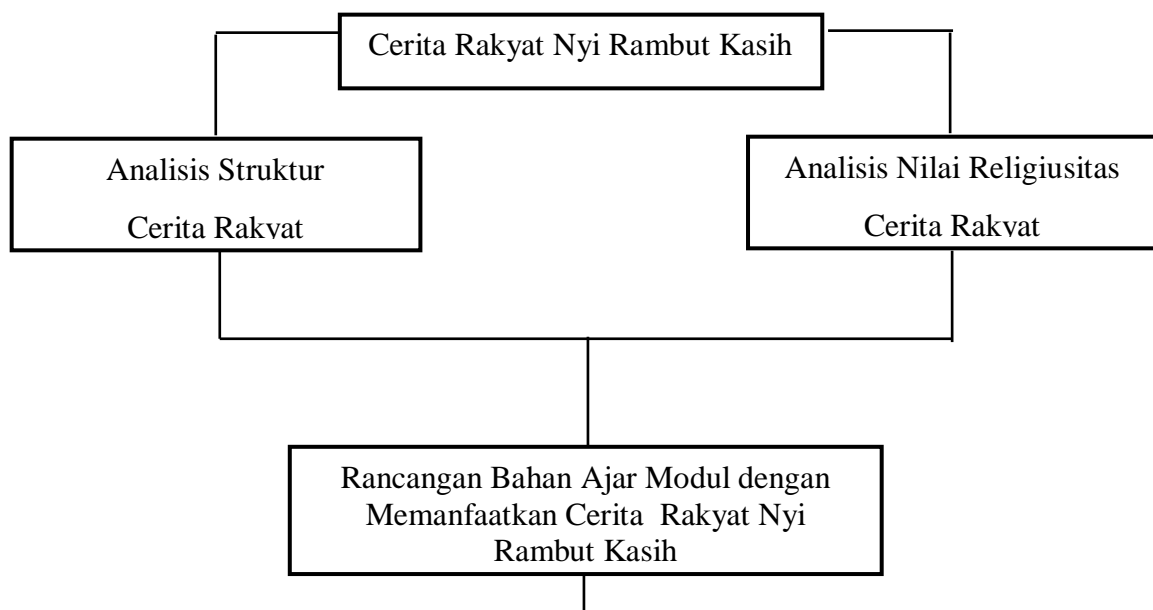 Cerita Rakyat Nyi Rambut Kasih
Analisis Struktur
Cerita Rakyat
Analisis Nilai Religiusitas
Cerita Rakyat
Rancangan Bahan Ajar Modul dengan
Memanfaatkan Cerita Rakyat Nyi
Rambut Kasih